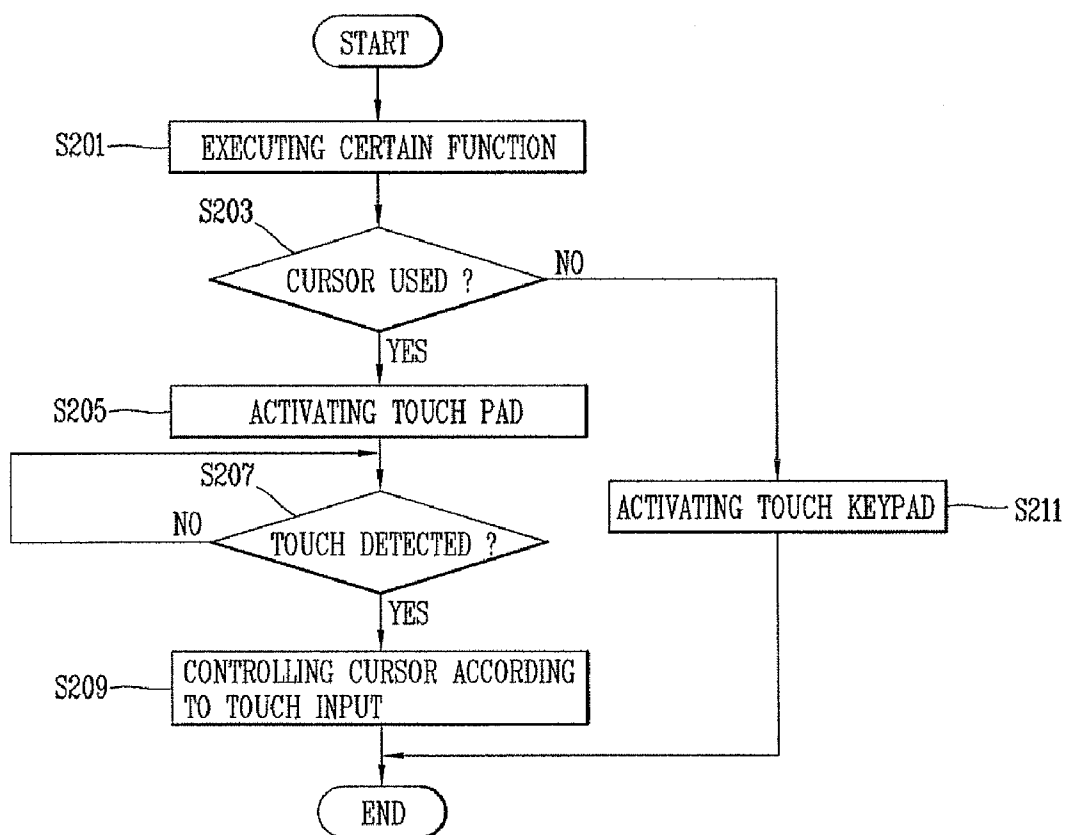 START
S201
EXECUTING CERTAIN FUNCTION
S203
CURSOR USED ?
NO
YES
S205
ACTIVATING TOUCH PAD
S207
NO
TOUCH DETECTED ?
ACTIVATING TOUCH KEYPAD
S211
YES
S209
CONTROLLING CURSOR ACCORDING
TO TOUCH INPUT
END